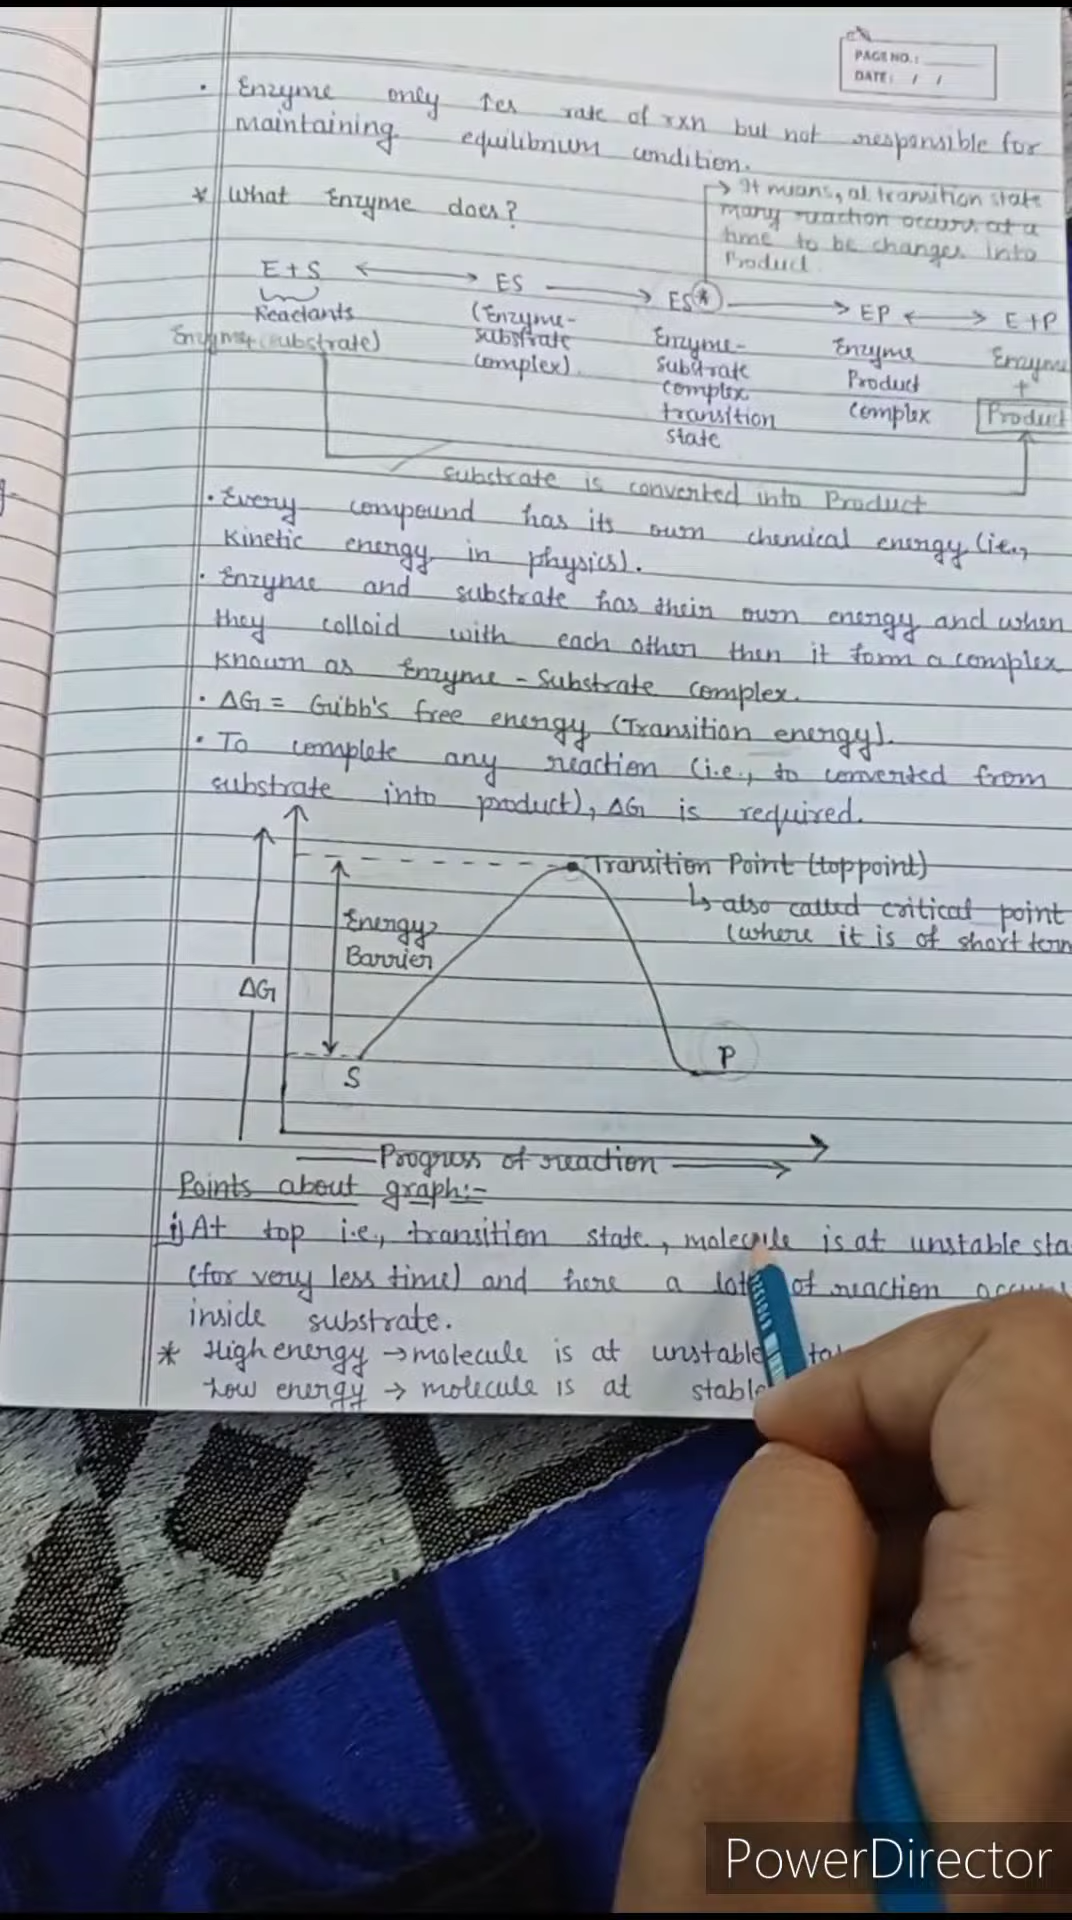 PAGE NO.:
DATE: / /
• Enzyme only ↑es rate of rxn but not responsible for
maintaining equilibrium condition.
* What Enzyme does?
→ It means, at transition state
many reaction occurs at a
time to be changes into
Product
E+S ⟷ ES → ES* → EP ⟷ E+P
Reactants
Enzyme+(substrate)
(Enzyme-
substrate
complex).
Enzyme-
substrate
complex
transition
state
Enzyme
Product
complex
Enzyme
+
Product
substrate is converted into Product
• Every compound has its own chemical energy (i.e.,
Kinetic energy in physics).
• Enzyme and substrate has their own energy and when
they colloid with each other then it form a complex
known as Enzyme-Substrate complex.
• ΔG = Gibb's free energy (Transition energy).
• To complete any reaction (i.e., to converted from
substrate into product), ΔG is required.
Transition Point (top point)
↳ also called critical point
(where it is of short term
Energy
Barrier
ΔG
S
P
Progress of reaction
Points about graph:-
i) At top i.e., transition state, molecule is at unstable sta
(for very less time) and here a lot of reaction
inside substrate.
* High energy → molecule is at unstable
Low energy → molecule is at stable
PowerDirector